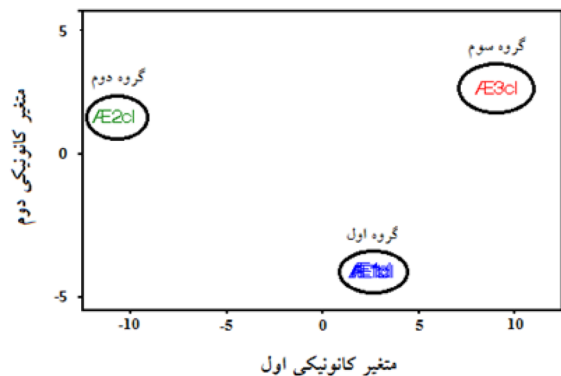 5
گروه سوم
گروه دوم
Æ3cl
Æ2cl
متغیر کانونیکی دوم
0
گروه اول
-5
-10
-5
0
5
10
متغیر کانونیکی اول